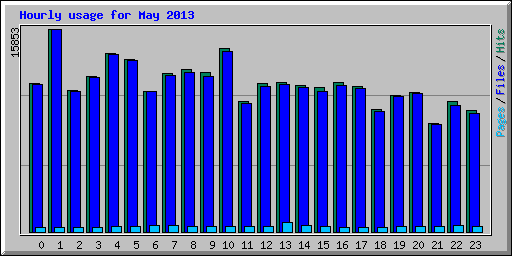 Hourly usage for May 2013
15853
Pages/Files/Hits
0 1 2 3 4 5 6 7 8 9 10 11 12 13 14 15 16 17 18 19 20 21 22 23